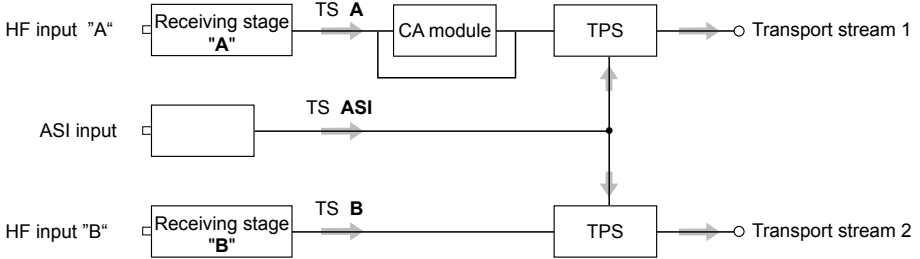 TS A
HF input ”A“
Receiving stage
"A"
CA module
TPS
Transport stream 1
TS ASI
ASI input
TS B
HF input ”B“
Receiving stage
"B"
TPS
Transport stream 2